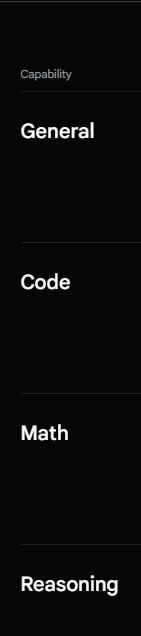 Capability
General
Code
Math
Reasoning